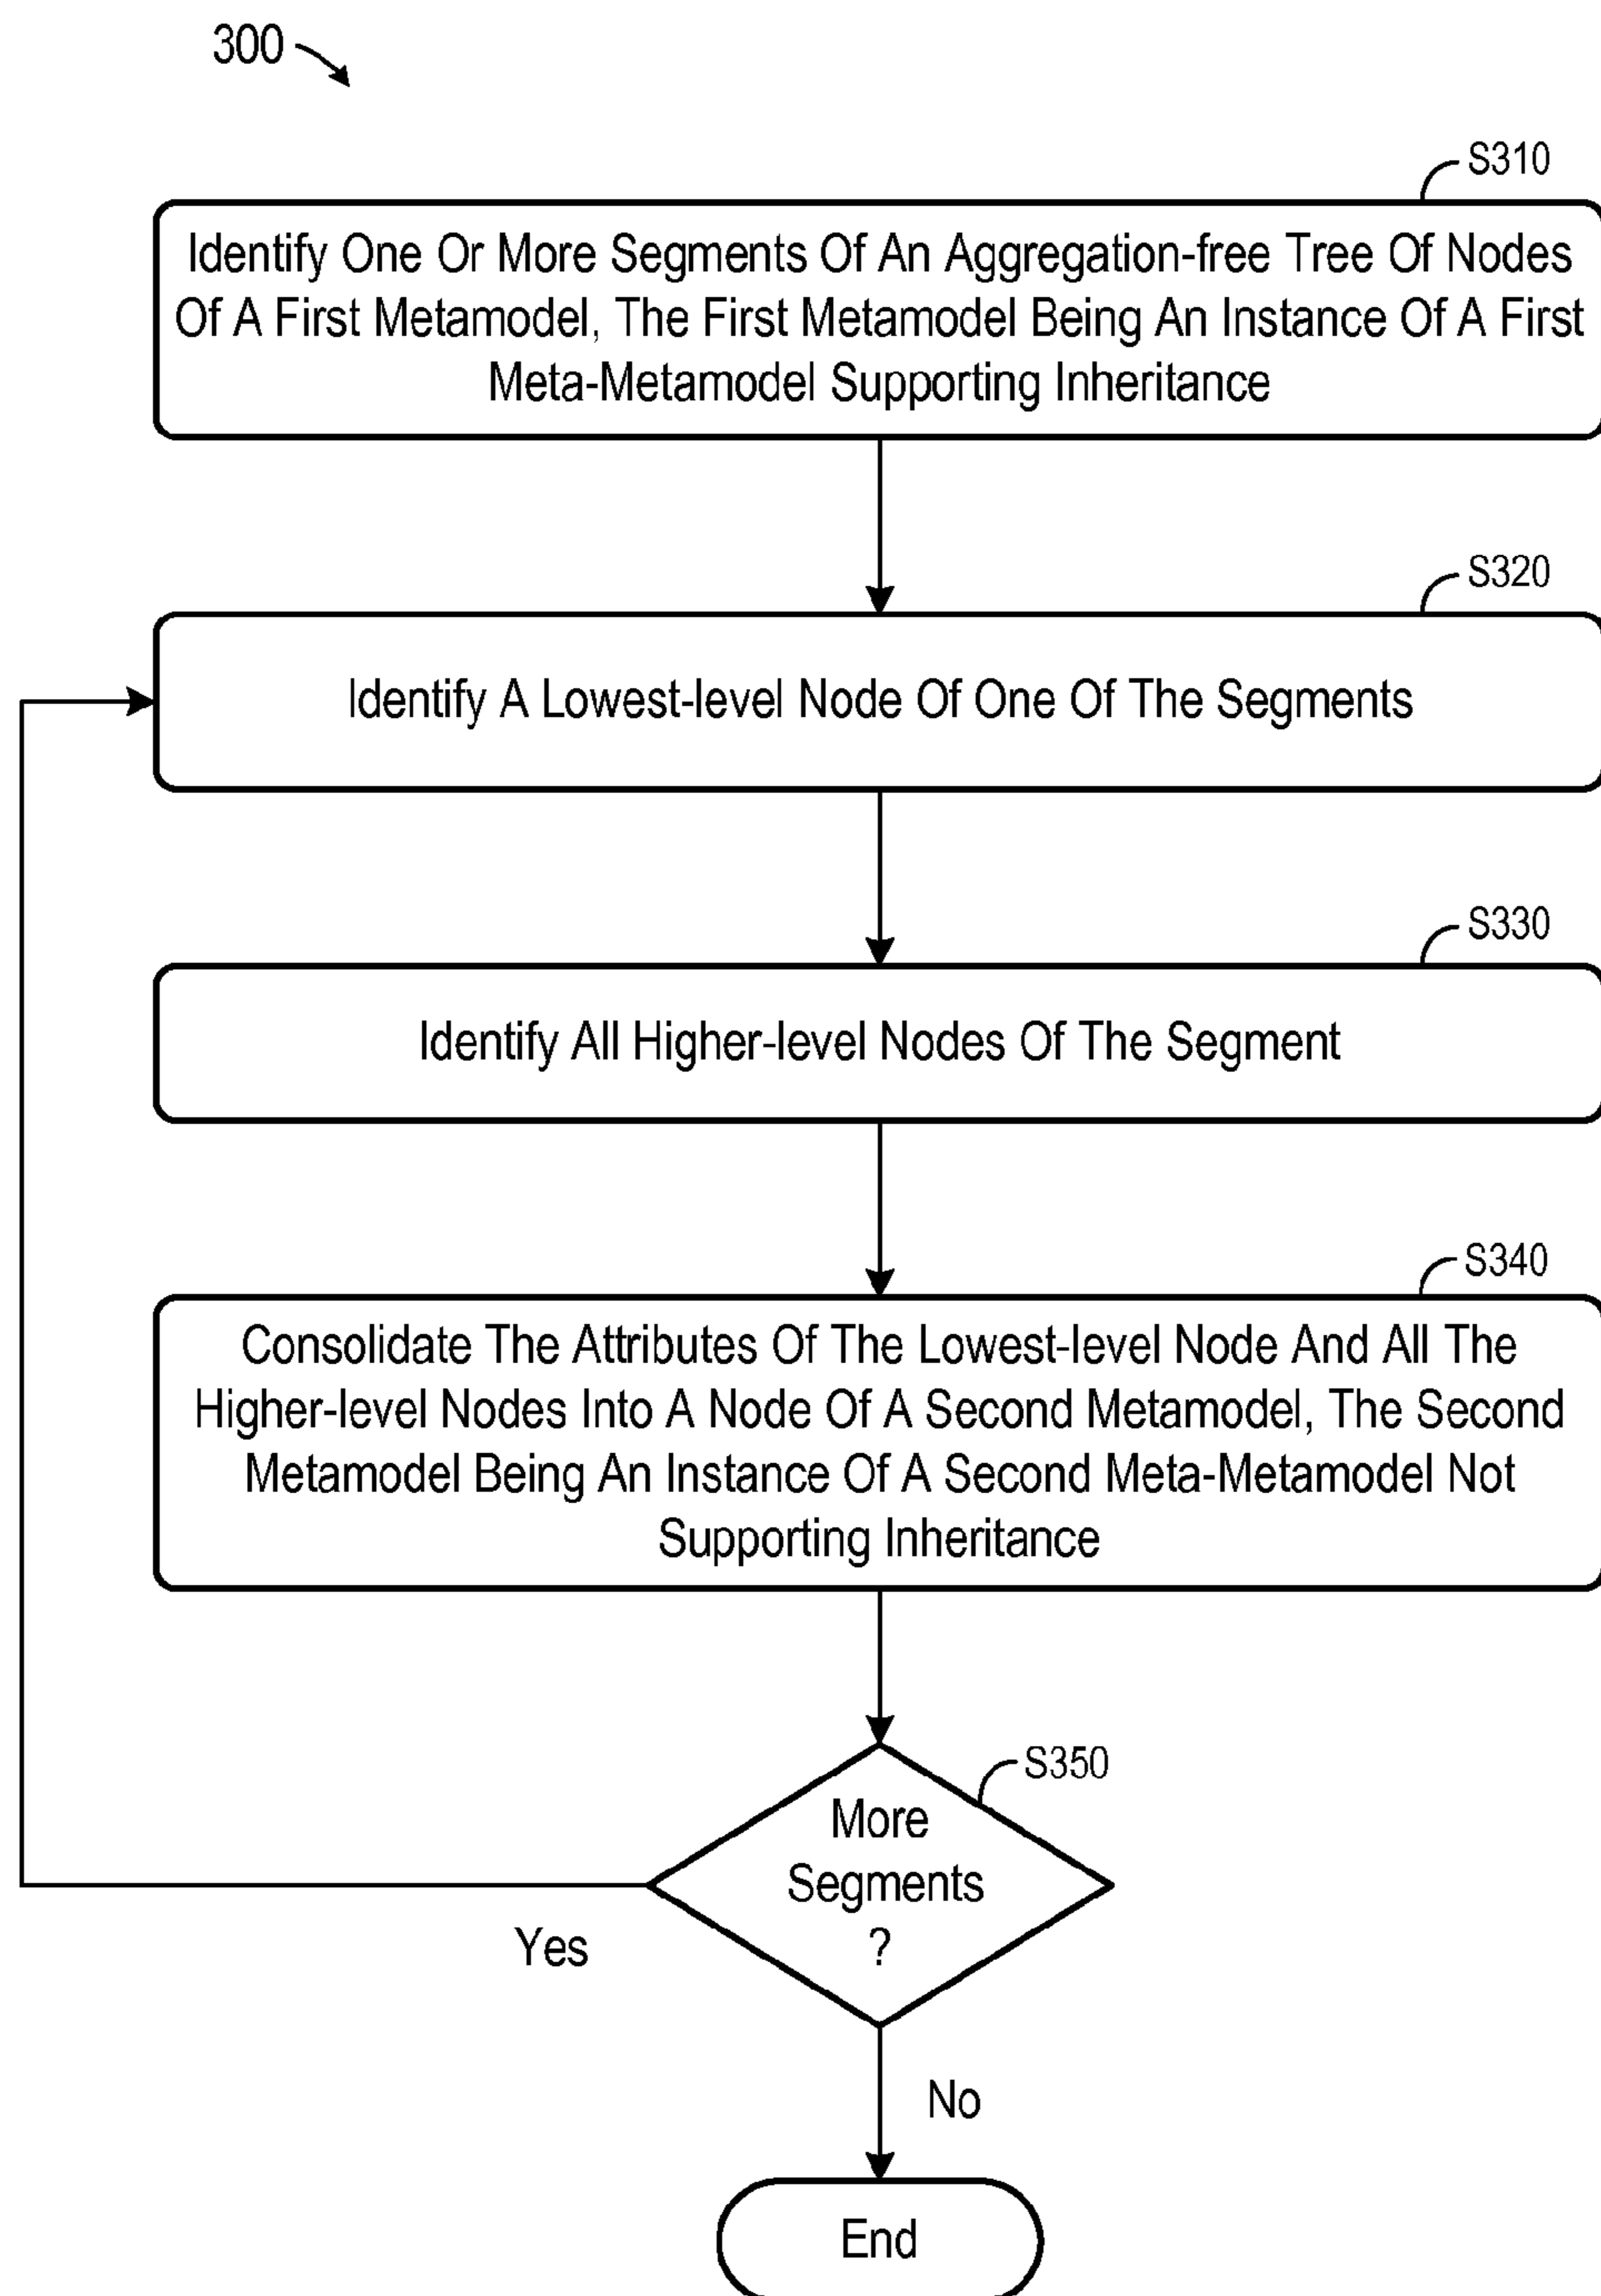 300
S310
Identify One Or More Segments Of An Aggregation-free Tree Of Nodes
Of A First Metamodel, The First Metamodel Being An Instance Of A First
Meta-Metamodel Supporting Inheritance
S320
Identify A Lowest-level Node Of One Of The Segments
S330
Identify All Higher-level Nodes Of The Segment
S340
Consolidate The Attributes Of The Lowest-level Node And All The
Higher-level Nodes Into A Node Of A Second Metamodel, The Second
Metamodel Being An Instance Of A Second Meta-Metamodel Not
Supporting Inheritance
S350
More
Segments
?
Yes
No
End